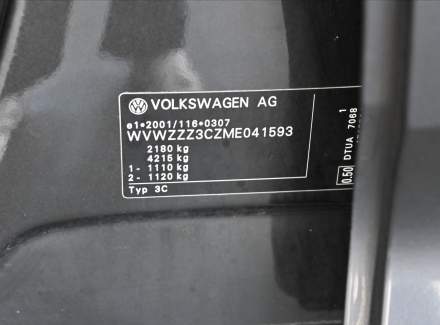 VOLKSWAGEN AG
e1*2001/116*0307
WVWZZZ3CZME041593
2180 kg
4215 kg
1- 1110 kg
2- 1120 kg
Typ 3C
0.50 DTUA 7068 1